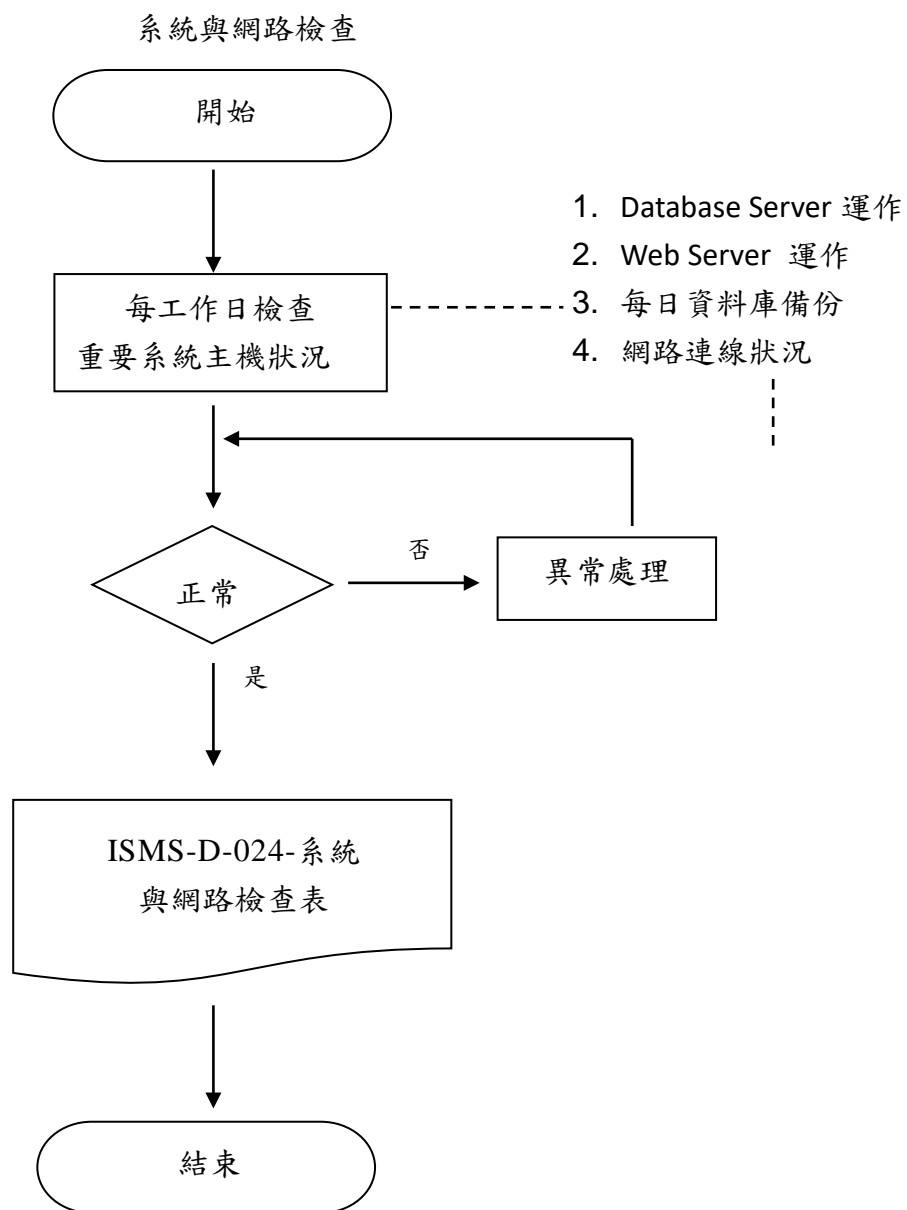 系統與網路檢查
開始
1. Database Server 運作
2. Web Server 運作
3. 每日資料庫備份
4. 網路連線狀況
每工作日檢查
重要系統主機狀況
否
正常
異常處理
是
ISMS-D-024-系統
與網路檢查表
結束